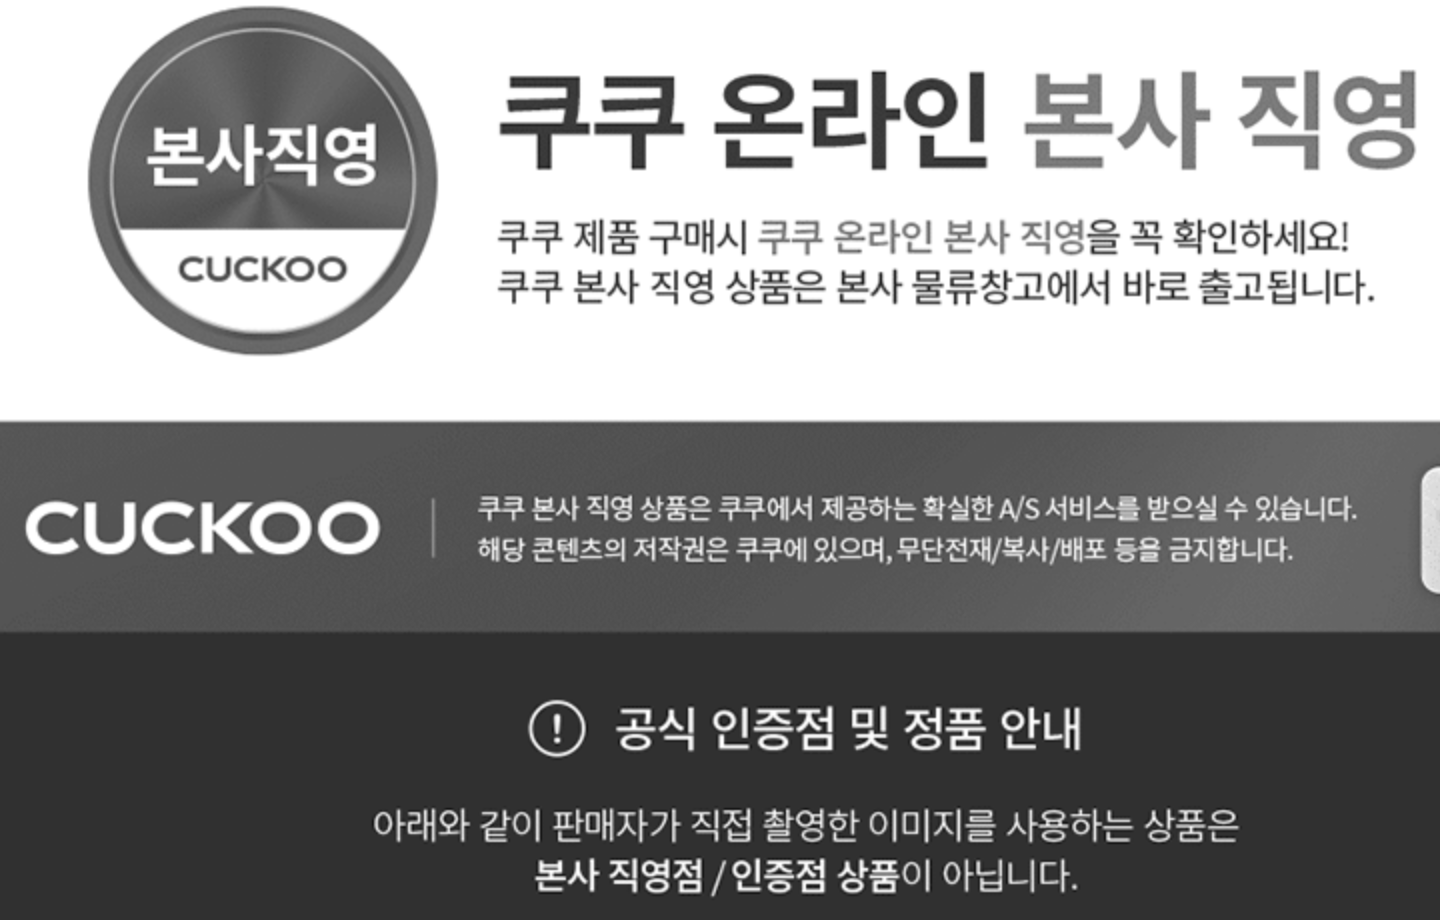 본사직영
CUCKOO
쿠쿠 온라인 본사 직영
쿠쿠 제품 구매시 쿠쿠 온라인 본사 직영을 꼭 확인하세요!
쿠쿠 본사 직영 상품은 본사 물류창고에서 바로 출고됩니다.
CUCKOO
쿠쿠 본사 직영 상품은 쿠쿠에서 제공하는 확실한 A/S 서비스를 받으실 수 있습니다.
해당 콘텐츠의 저작권은 쿠쿠에 있으며, 무단전재/복사/배포 등을 금지합니다.
! 공식 인증점 및 정품 안내
아래와 같이 판매자가 직접 촬영한 이미지를 사용하는 상품은
본사 직영점 / 인증점 상품이 아닙니다.